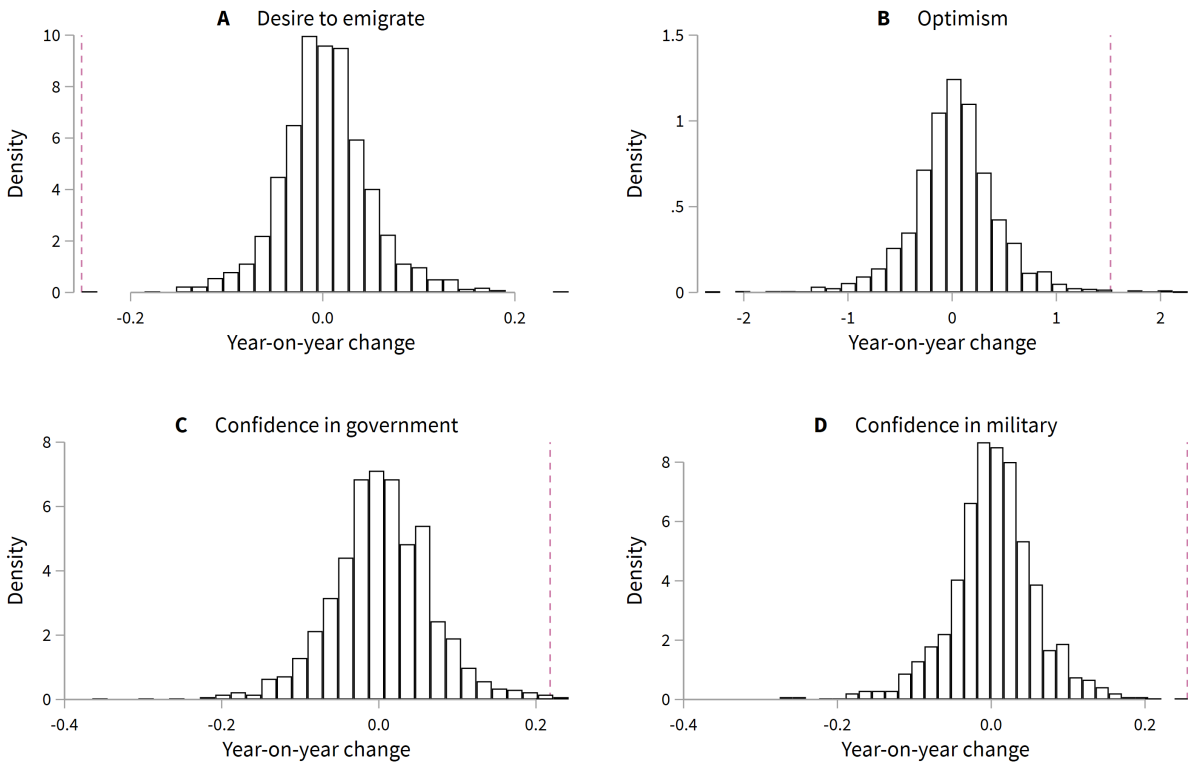 A Desire to emigrate
10
8
6
4
2
0
Density
-0.2 0.0 0.2
Year-on-year change
B Optimism
1.5
1
.5
0
Density
-2 -1 0 1 2
Year-on-year change
C Confidence in government
8
6
4
2
0
Density
-0.4 -0.2 0.0 0.2
Year-on-year change
D Confidence in military
8
6
4
2
0
Density
-0.4 -0.2 0.0 0.2
Year-on-year change